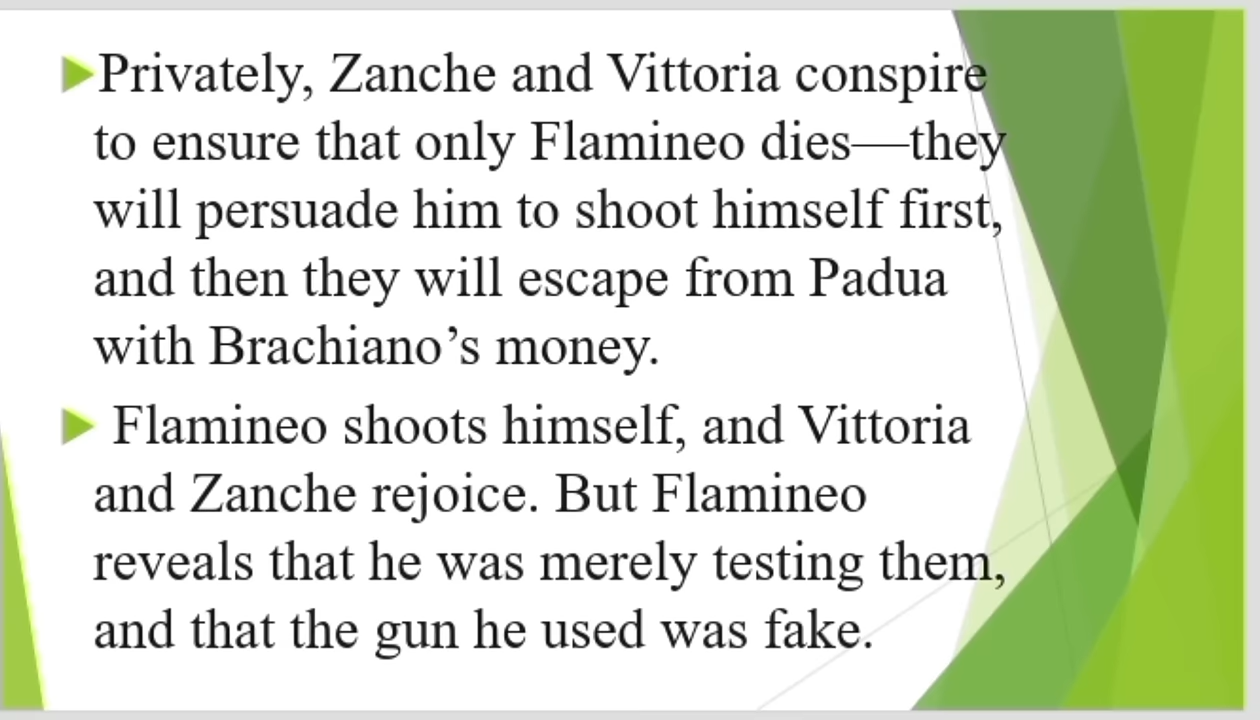 Privately, Zanche and Vittoria conspire
to ensure that only Flamineo dies—they
will persuade him to shoot himself first,
and then they will escape from Padua
with Brachiano’s money.
Flamineo shoots himself, and Vittoria
and Zanche rejoice. But Flamineo
reveals that he was merely testing them,
and that the gun he used was fake.